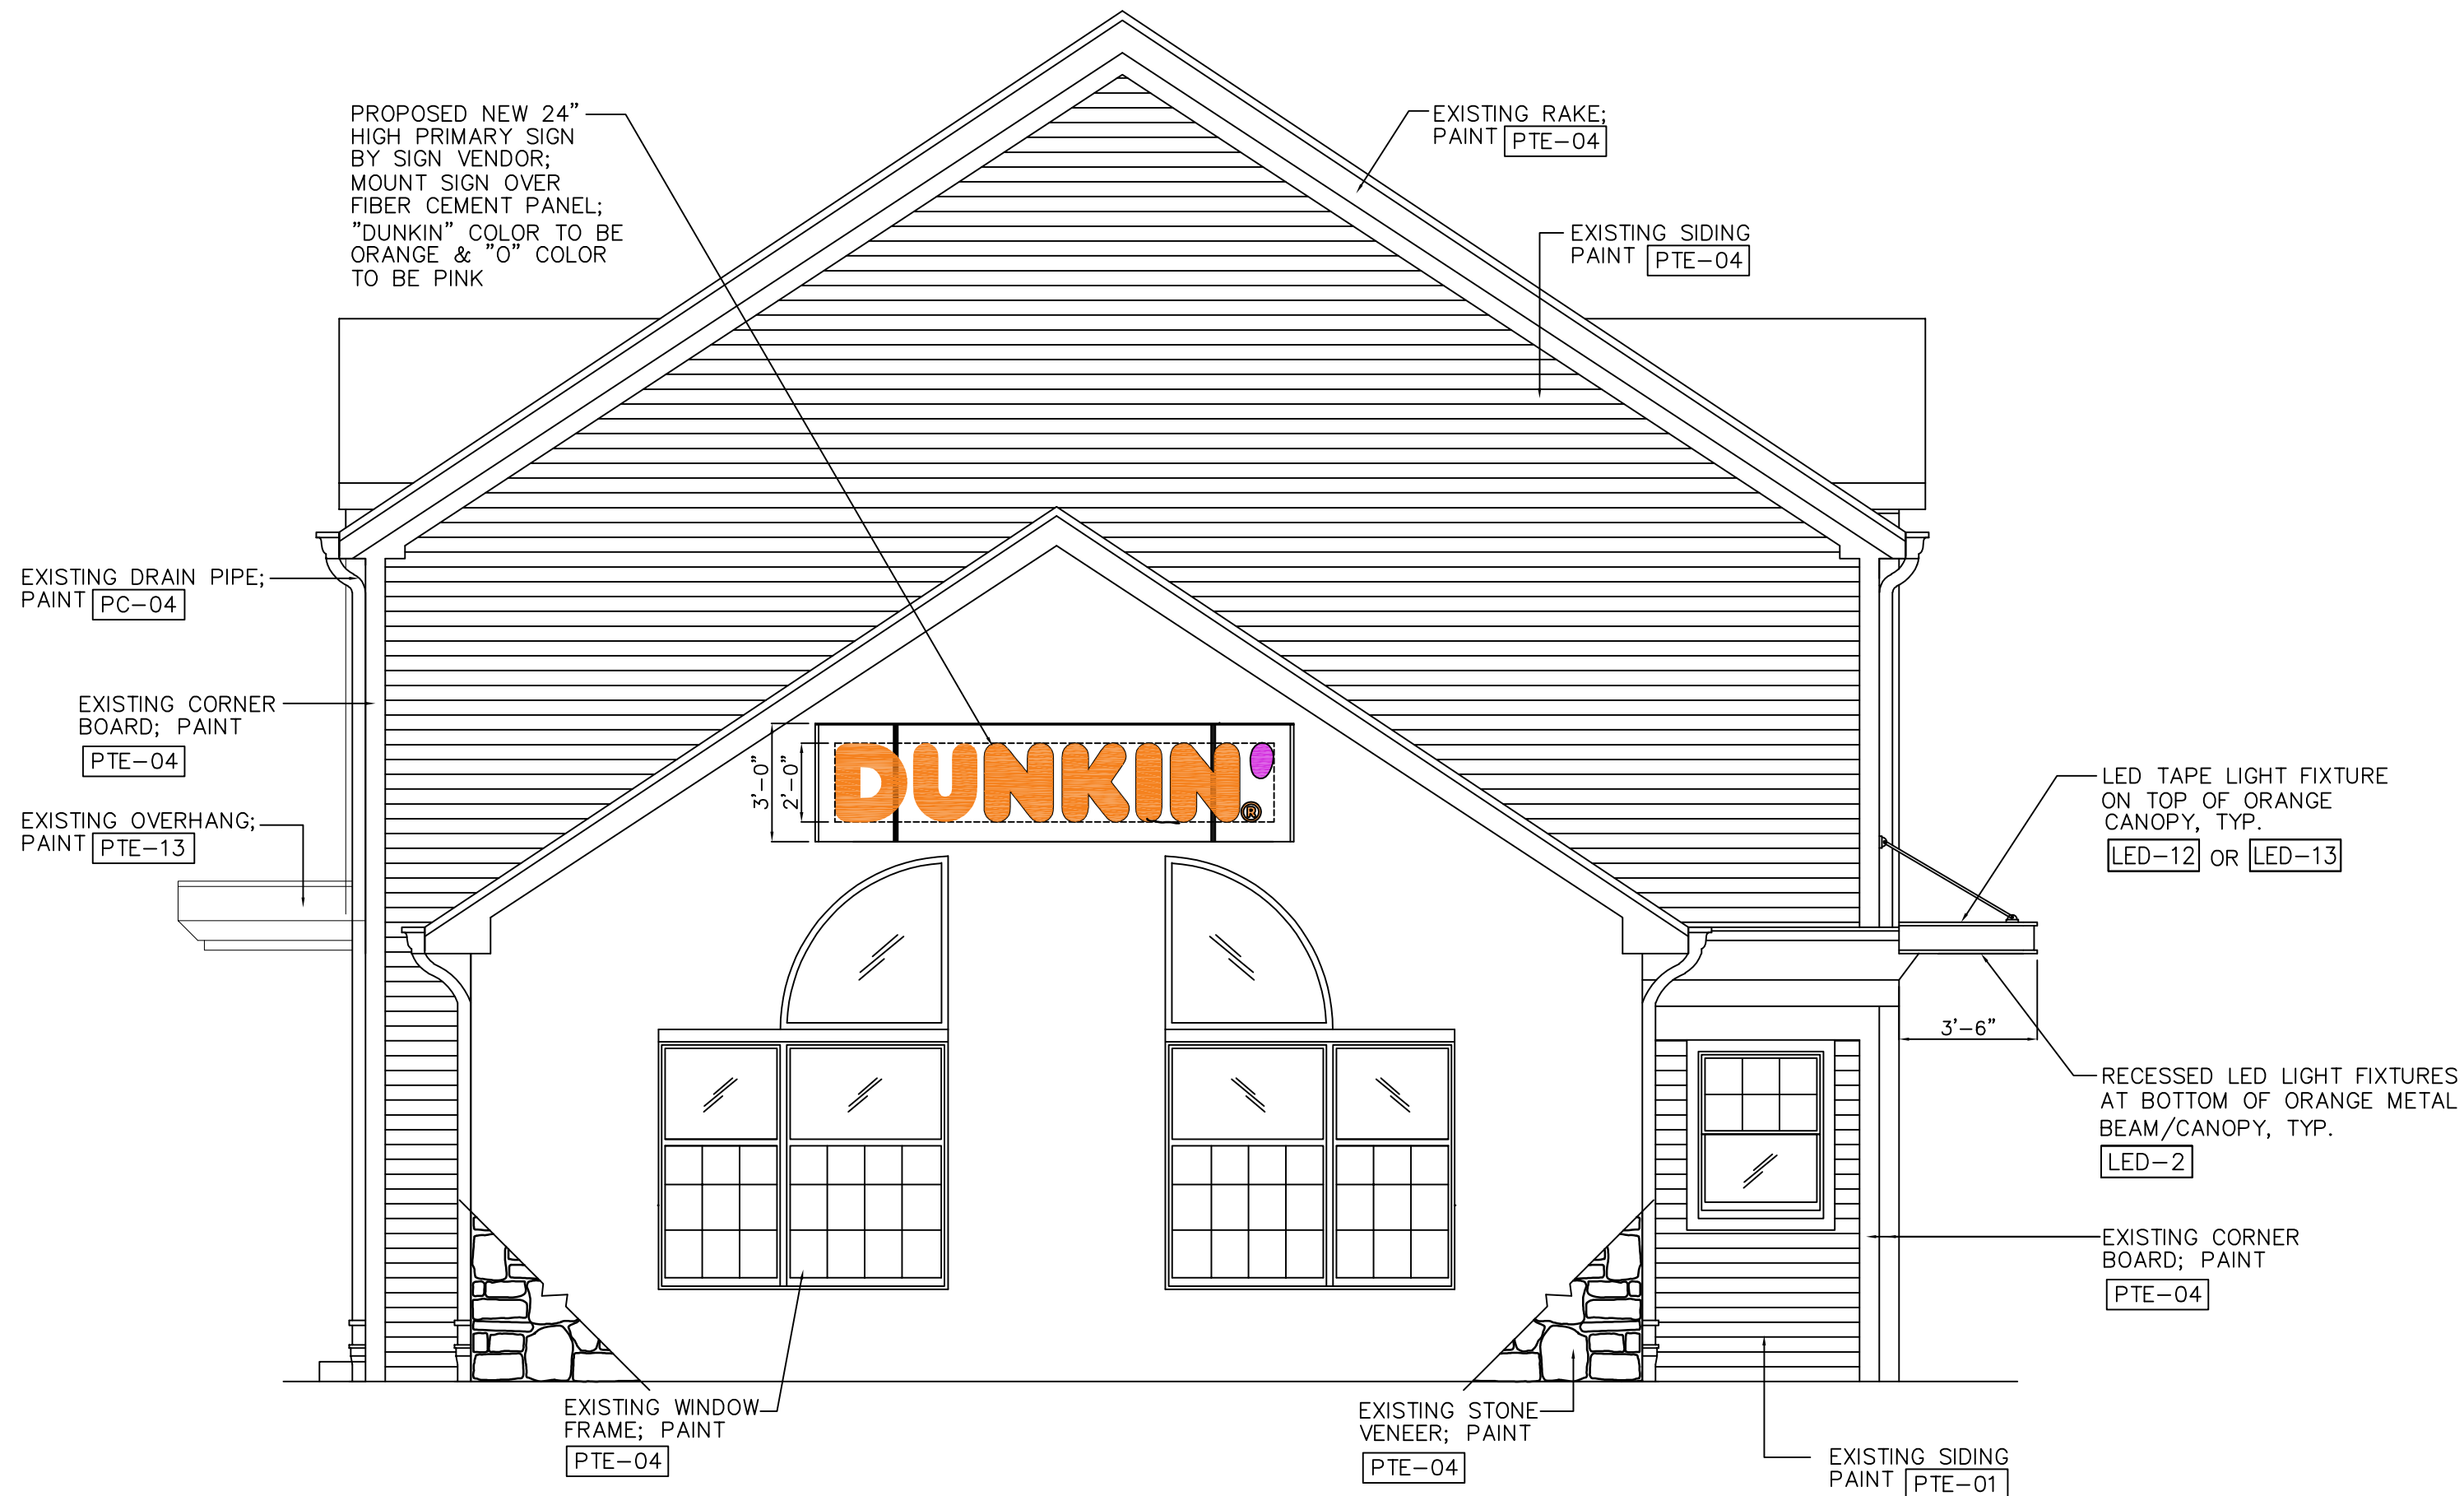 PROPOSED NEW 24"
HIGH PRIMARY SIGN
BY SIGN VENDOR;
MOUNT SIGN OVER
FIBER CEMENT PANEL;
"DUNKIN" COLOR TO BE
ORANGE & "O" COLOR
TO BE PINK
EXISTING RAKE;
PAINT PTE-04
EXISTING SIDING
PAINT PTE-04
EXISTING DRAIN PIPE;
PAINT PC-04
EXISTING CORNER
BOARD; PAINT
PTE-04
EXISTING OVERHANG;
PAINT PTE-13
3'-0"
2'-0"
DUNKIN'®
LED TAPE LIGHT FIXTURE
ON TOP OF ORANGE
CANOPY, TYP.
LED-12 OR LED-13
3'-6"
RECESSED LED LIGHT FIXTURES
AT BOTTOM OF ORANGE METAL
BEAM/CANOPY, TYP.
LED-2
EXISTING CORNER
BOARD; PAINT
PTE-04
EXISTING WINDOW
FRAME; PAINT
PTE-04
EXISTING STONE
VENEER; PAINT
PTE-04
EXISTING SIDING
PAINT PTE-01